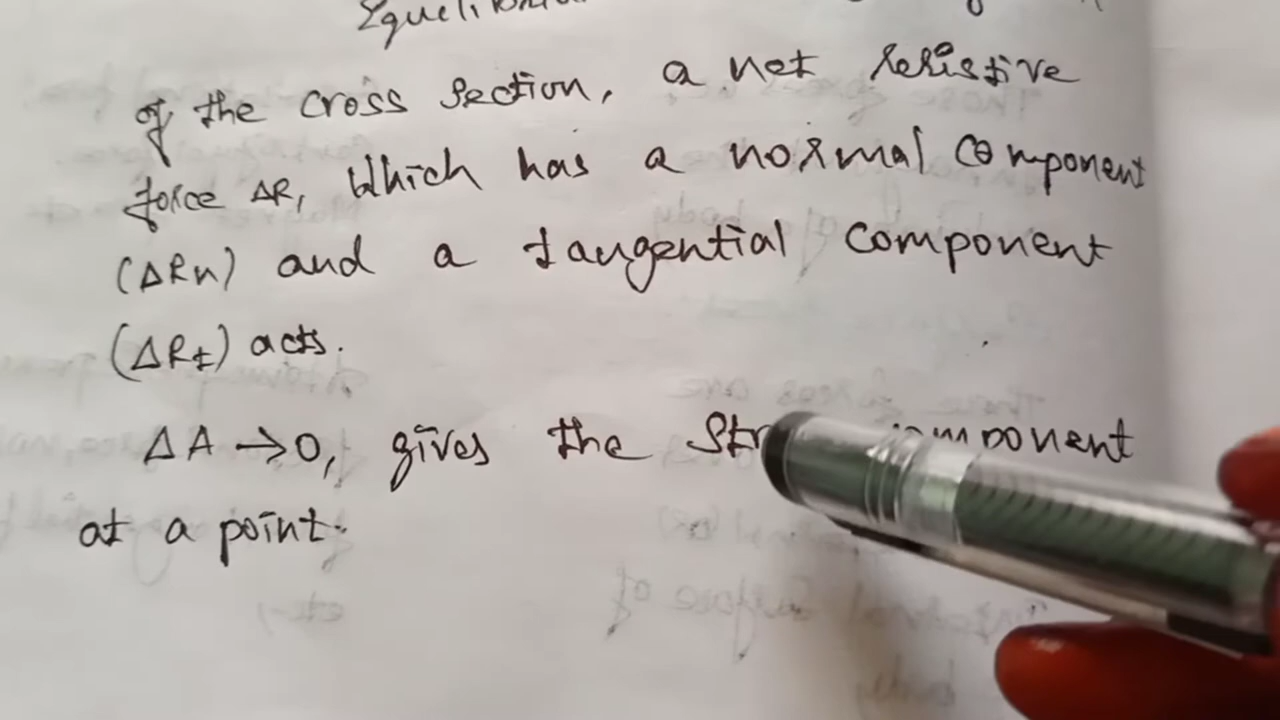 of the cross section, a net resistive
force ΔR, which has a normal component
(ΔRn) and a tangential component
(ΔRt) acts.
ΔA → 0, gives the component
at a point.